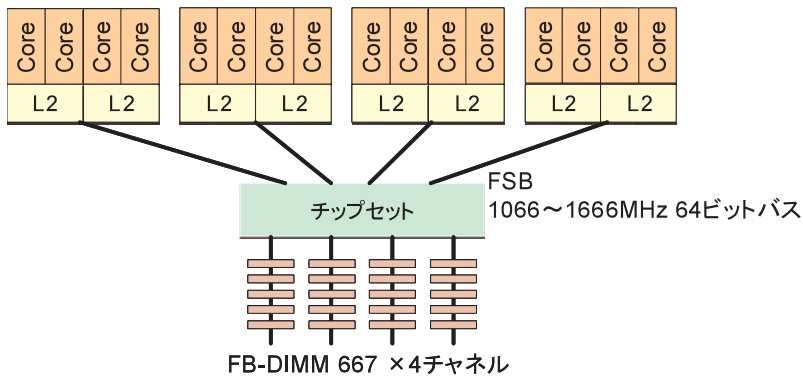 Core Core Core Core Core Core Core Core Core Core Core Core Core Core Core Core
L2 L2 L2 L2 L2 L2 L2 L2
FSB
チップセット
1066～1666MHz 64ビットバス
FB-DIMM 667 ×4チャネル